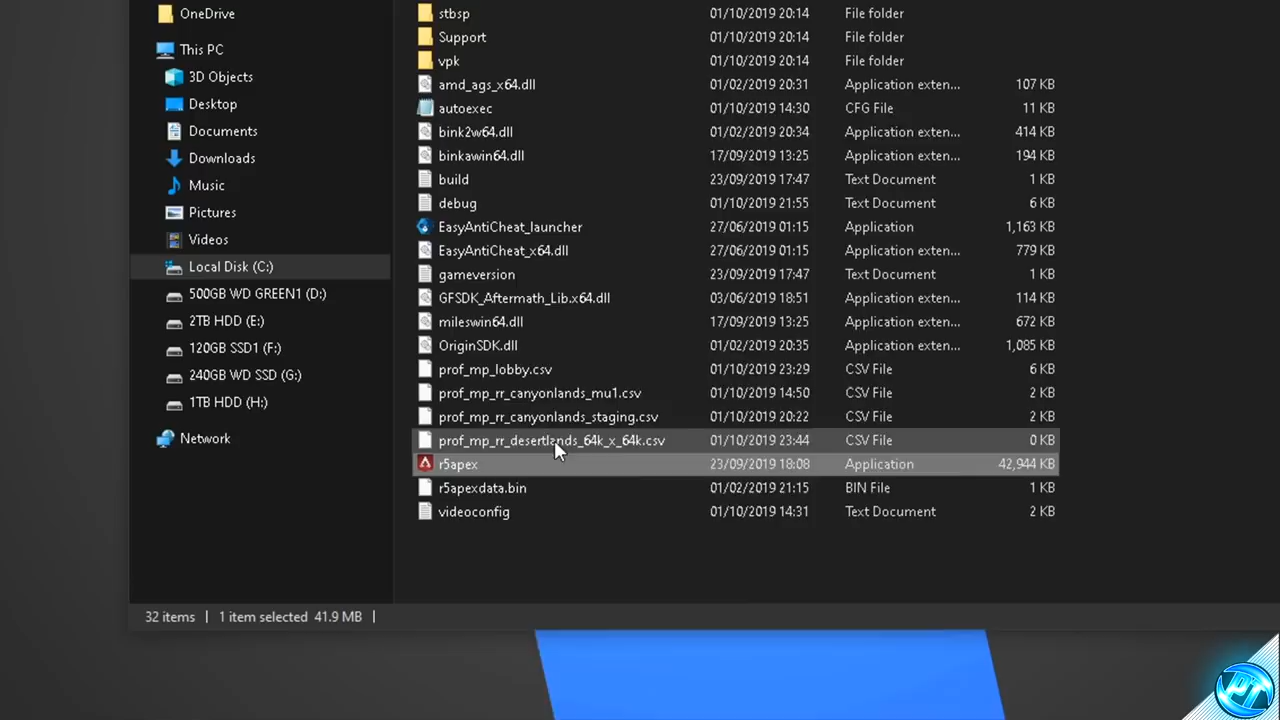 OneDrive
This PC
3D Objects
Desktop
Documents
Downloads
Music
Pictures
Videos
Local Disk (C:)
500GB WD GREEN1 (D:)
2TB HDD (E:)
120GB SSD1 (F:)
240GB WD SSD (G:)
1TB HDD (H:)
Network
stbsp 01/10/2019 20:14 File folder
Support 01/10/2019 20:14 File folder
vpk 01/10/2019 20:14 File folder
amd_ags_x64.dll 01/02/2019 20:31 Application exten... 107 KB
autoexec 01/10/2019 14:30 CFG File 11 KB
bink2w64.dll 01/02/2019 20:34 Application exten... 414 KB
binkawin64.dll 17/09/2019 13:25 Application exten... 194 KB
build 23/09/2019 17:47 Text Document 1 KB
debug 01/10/2019 21:55 Text Document 6 KB
EasyAntiCheat_launcher 27/06/2019 01:15 Application 1,163 KB
EasyAntiCheat_x64.dll 27/06/2019 01:15 Application exten... 779 KB
gameversion 23/09/2019 17:47 Text Document 1 KB
GFSDK_Aftermath_Lib.x64.dll 03/06/2019 18:51 Application exten... 114 KB
mileswin64.dll 17/09/2019 13:25 Application exten... 672 KB
OriginSDK.dll 01/02/2019 20:35 Application exten... 1,085 KB
prof_mp_lobby.csv 01/10/2019 23:29 CSV File 6 KB
prof_mp_rr_canyonlands_mu1.csv 01/10/2019 14:50 CSV File 2 KB
prof_mp_rr_canyonlands_staging.csv 01/10/2019 20:22 CSV File 2 KB
prof_mp_rr_desertlands_64k_x_64k.csv 01/10/2019 23:44 CSV File 0 KB
r5apex 23/09/2019 18:08 Application 42,944 KB
r5apexdata.bin 01/02/2019 21:15 BIN File 1 KB
videoconfig 01/10/2019 14:31 Text Document 2 KB
32 items 1 item selected 41.9 MB